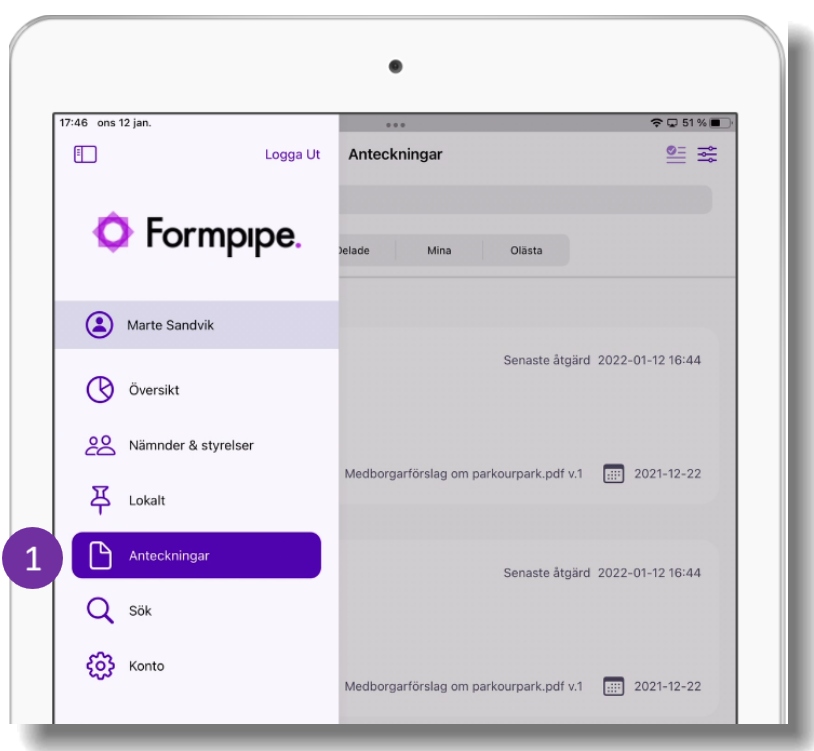 17:46 ons 12 jan.
51 %
Logga Ut
Anteckningar
Formpipe.
Mina
Olästa
Marte Sandvik
Senaste åtgärd 2022-01-12 16:44
Översikt
Nämnder & styrelser
Medborgarförslag om parkourpark.pdf v.1 2021-12-22
Lokalt
1 Anteckningar
Senaste åtgärd 2022-01-12 16:44
Sök
Konto
Medborgarförslag om parkourpark.pdf v.1 2021-12-22